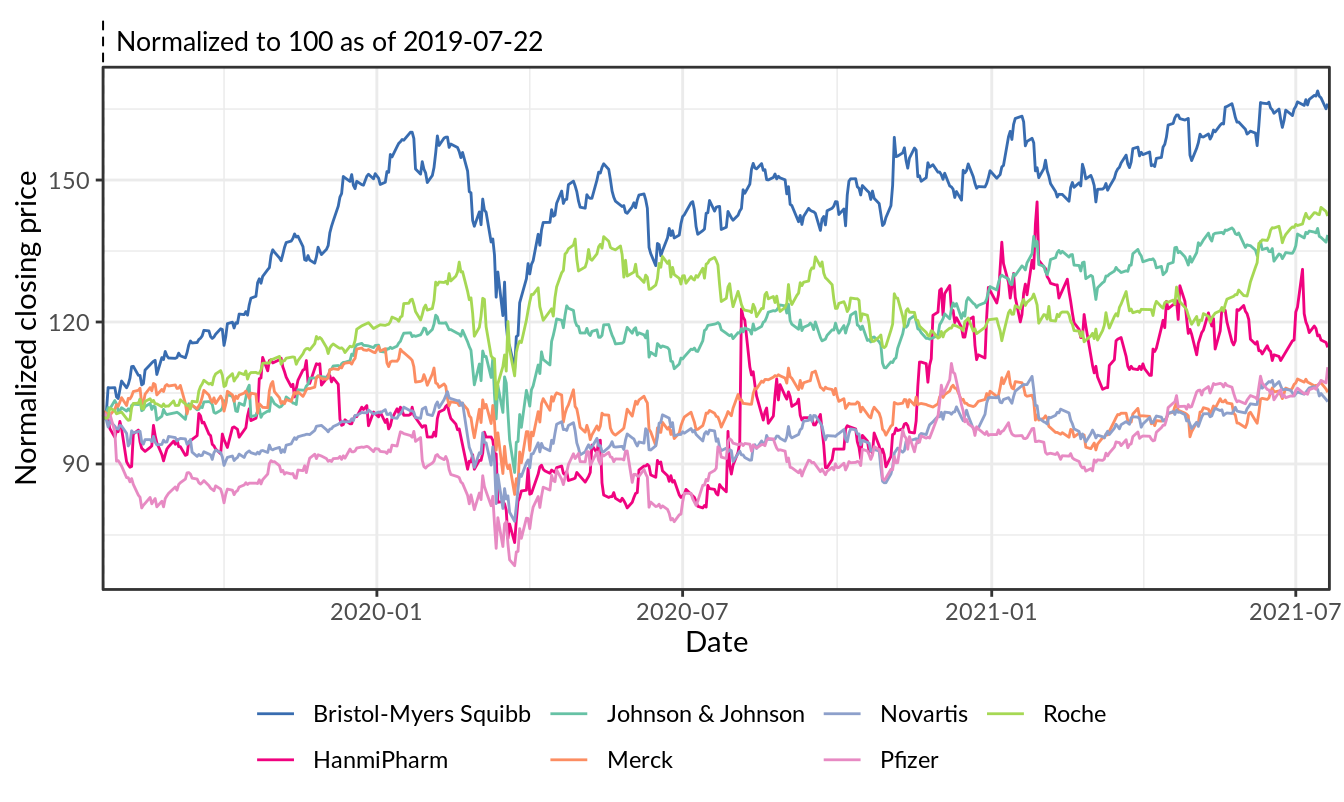 Normalized to 100 as of 2019-07-22
Normalized closing price
150
120
90
2020-01 2020-07 2021-01 2021-07
Date
Bristol-Myers Squibb Johnson & Johnson Novartis Roche
HanmiPharm Merck Pfizer